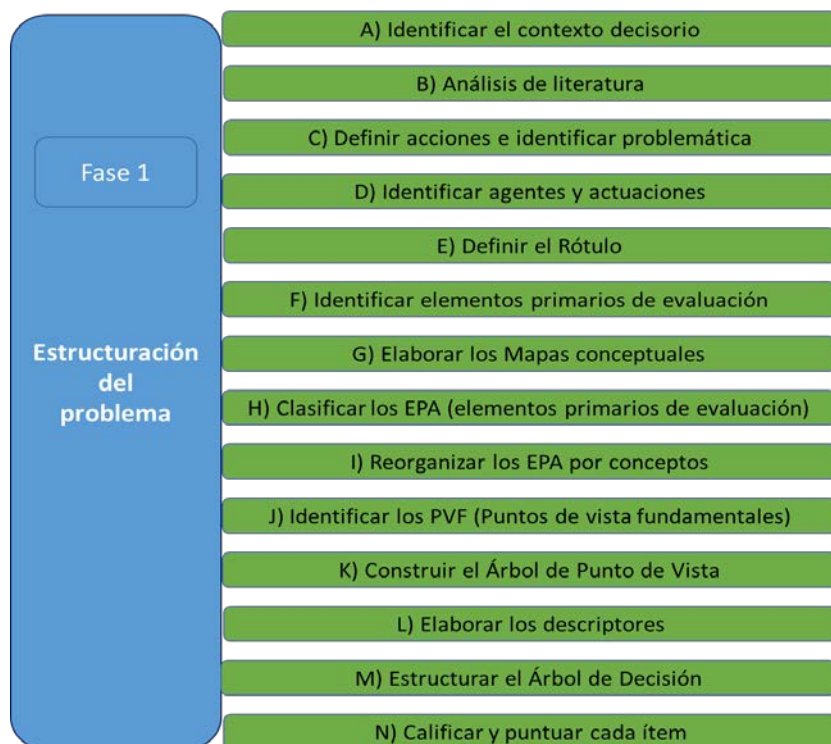 Fase 1
Estructuración
del
problema
A) Identificar el contexto decisorio
B) Análisis de literatura
C) Definir acciones e identificar problemática
D) Identificar agentes y actuaciones
E) Definir el Rótulo
F) Identificar elementos primarios de evaluación
G) Elaborar los Mapas conceptuales
H) Clasificar los EPA (elementos primarios de evaluación)
I) Reorganizar los EPA por conceptos
J) Identificar los PVF (Puntos de vista fundamentales)
K) Construir el Árbol de Punto de Vista
L) Elaborar los descriptores
M) Estructurar el Árbol de Decisión
N) Calificar y puntuar cada ítem